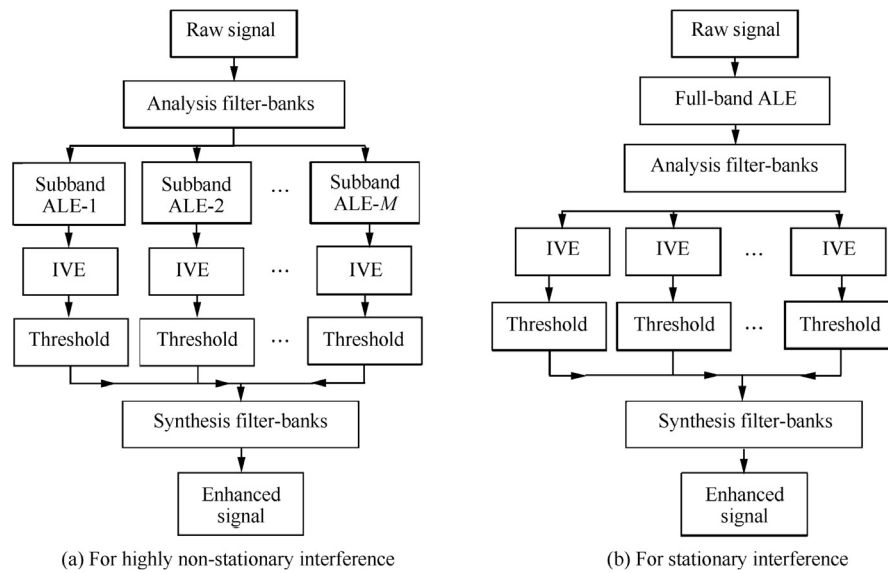 Raw signal
Analysis filter-banks
Subband
ALE-1
Subband
ALE-2
...
Subband
ALE-M
IVE
IVE
...
IVE
Threshold
Threshold
...
Threshold
Synthesis filter-banks
Enhanced
signal
(a) For highly non-stationary interference
Raw signal
Full-band ALE
Analysis filter-banks
IVE
IVE
...
IVE
Threshold
Threshold
...
Threshold
Synthesis filter-banks
Enhanced
signal
(b) For stationary interference